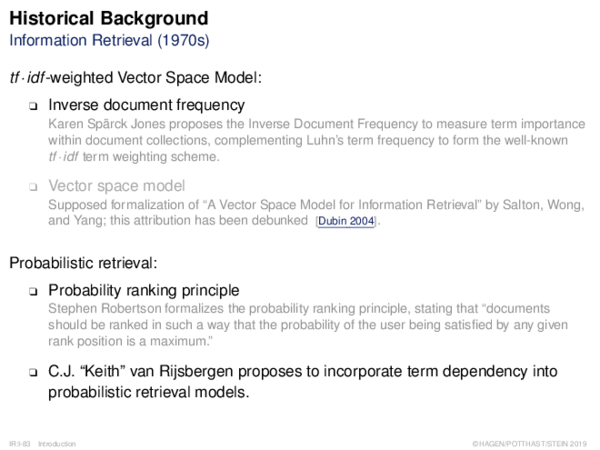 Historical Background
Information Retrieval (1970s)
tf·idf-weighted Vector Space Model:
❑ Inverse document frequency
Karen Spärck Jones proposes the Inverse Document Frequency to measure term importance
within document collections, complementing Luhn's term frequency to form the well-known
tf·idf term weighting scheme.
❑ Vector space model
Supposed formalization of “A Vector Space Model for Information Retrieval” by Salton, Wong,
and Yang; this attribution has been debunked [Dubin 2004].
Probabilistic retrieval:
❑ Probability ranking principle
Stephen Robertson formalizes the probability ranking principle, stating that “documents
should be ranked in such a way that the probability of the user being satisfied by any given
rank position is a maximum.”
❑ C.J. “Keith” van Rijsbergen proposes to incorporate term dependency into
probabilistic retrieval models.
IR:I-83 Introduction
©HAGEN/POTTHAST/STEIN 2019